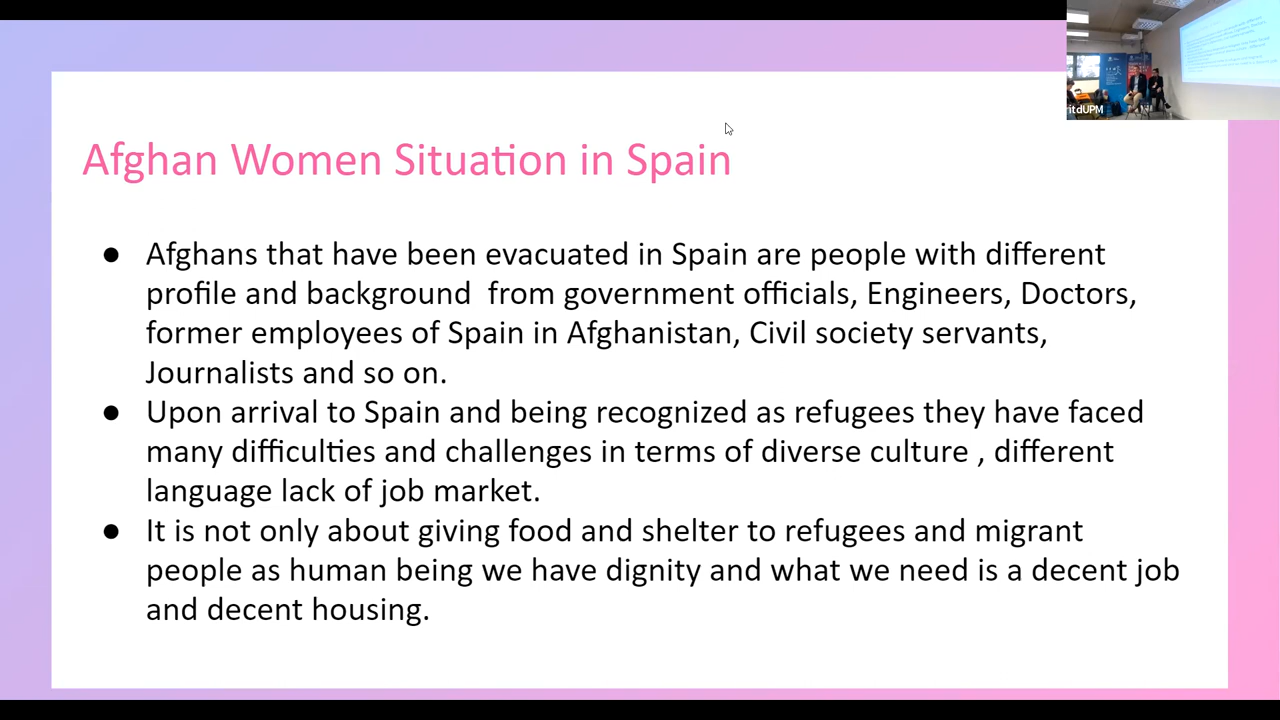 Afghan Women Situation in Spain
● Afghans that have been evacuated in Spain are people with different
profile and background  from government officials, Engineers, Doctors,
former employees of Spain in Afghanistan, Civil society servants,
Journalists and so on.
● Upon arrival to Spain and being recognized as refugees they have faced
many difficulties and challenges in terms of diverse culture , different
language lack of job market.
● It is not only about giving food and shelter to refugees and migrant
people as human being we have dignity and what we need is a decent job
and decent housing.
itdUPM